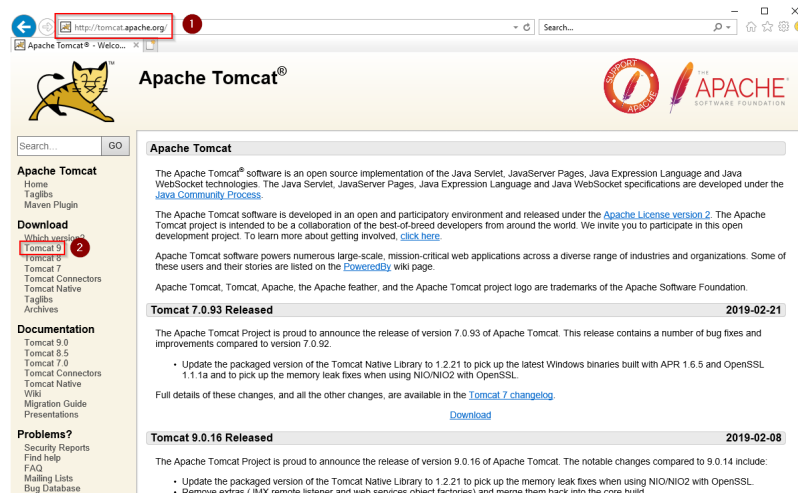 http://tomcat.apache.org/
1
Search...
Apache Tomcat® - Welco...
TM
Apache Tomcat®
SUPPORT
APACHE
THE
APACHE®
SOFTWARE FOUNDATION
Search...
GO
Apache Tomcat
Home
Taglibs
Maven Plugin
Download
Which version?
Tomcat 9
2
Tomcat 8
Tomcat 7
Tomcat Connectors
Tomcat Native
Taglibs
Archives
Documentation
Tomcat 9.0
Tomcat 8.5
Tomcat 7.0
Tomcat Connectors
Tomcat Native
Wiki
Migration Guide
Presentations
Problems?
Security Reports
Find help
FAQ
Mailing Lists
Bug Database
Apache Tomcat
The Apache Tomcat® software is an open source implementation of the Java Servlet, JavaServer Pages, Java Expression Language and Java
WebSocket technologies. The Java Servlet, JavaServer Pages, Java Expression Language and Java WebSocket specifications are developed under the
Java Community Process.
The Apache Tomcat software is developed in an open and participatory environment and released under the Apache License version 2. The Apache
Tomcat project is intended to be a collaboration of the best-of-breed developers from around the world. We invite you to participate in this open
development project. To learn more about getting involved, click here.
Apache Tomcat software powers numerous large-scale, mission-critical web applications across a diverse range of industries and organizations. Some of
these users and their stories are listed on the PoweredBy wiki page.
Apache Tomcat, Tomcat, Apache, the Apache feather, and the Apache Tomcat project logo are trademarks of the Apache Software Foundation.
Tomcat 7.0.93 Released 2019-02-21
The Apache Tomcat Project is proud to announce the release of version 7.0.93 of Apache Tomcat. This release contains a number of bug fixes and
improvements compared to version 7.0.92.
• Update the packaged version of the Tomcat Native Library to 1.2.21 to pick up the latest Windows binaries built with APR 1.6.5 and OpenSSL
1.1.1a and to pick up the memory leak fixes when using NIO/NIO2 with OpenSSL.
Full details of these changes, and all the other changes, are available in the Tomcat 7 changelog.
Download
Tomcat 9.0.16 Released 2019-02-08
The Apache Tomcat Project is proud to announce the release of version 9.0.16 of Apache Tomcat. The notable changes compared to 9.0.14 include:
• Update the packaged version of the Tomcat Native Library to 1.2.21 to pick up the memory leak fixes when using NIO/NIO2 with OpenSSL.
• Remove extras (JMX remote listener and web services object factories) and merge them back into the core build.